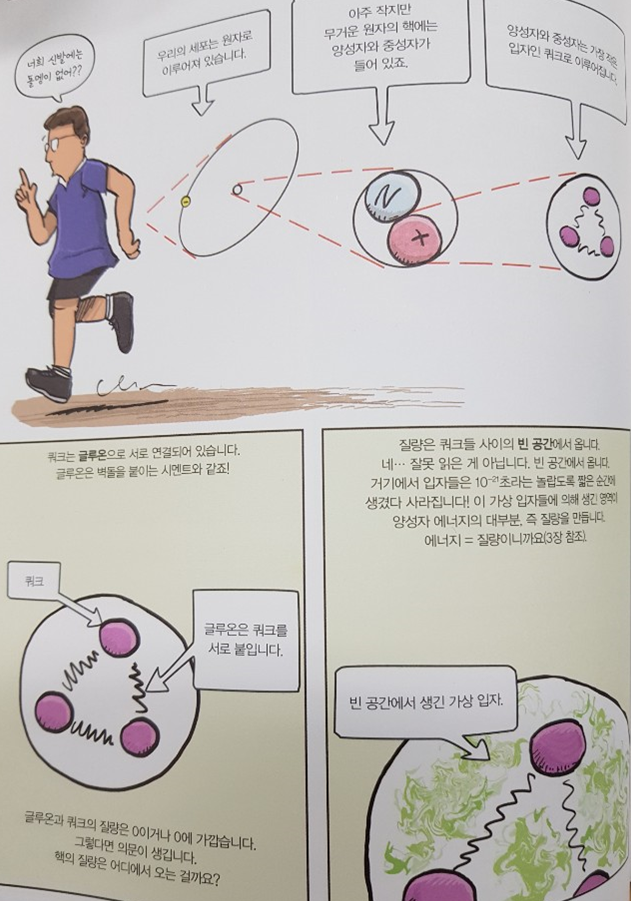 너희 신발에는
톨멩이 없어??
우리의 세포는 원자로
이루어져 있습니다.
아주 작지만
무거운 원자의 핵에는
양성자와 중성자가
들어 있죠.
양성자와 중성자는 가장 작은
입자인 쿼크로 이루어집니다.
N
+
쿼크는 글루온으로 서로 연결되어 있습니다.
글루온은 벽돌을 붙이는 시멘트와 같죠!
쿼크
글루온은 쿼크를
서로 붙입니다.
글루온과 쿼크의 질량은 0이거나 0에 가깝습니다.
그렇다면 의문이 생깁니다.
핵의 질량은 어디에서 오는 걸까요?
질량은 쿼크들 사이의 빈 공간에서 옵니다.
네… 잘못 읽은 게 아닙니다. 빈 공간에서 옵니다.
거기에서 입자들은 10⁻²¹초라는 놀랍도록 짧은 순간에
생겼다 사라집니다! 이 가상 입자들에 의해 생긴 영역이
양성자 에너지의 대부분, 즉 질량을 만듭니다.
에너지 = 질량이니까요(3장 참조).
빈 공간에서 생긴 가상 입자.